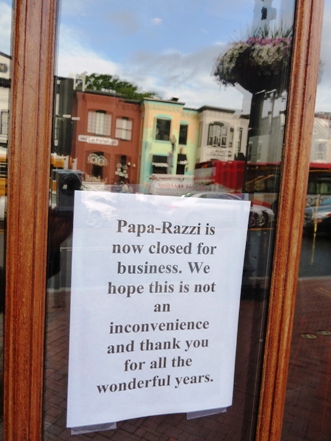 Papa-Razzi is
now closed for
business. We
hope this is not
an
inconvenience
and thank you
for all the
wonderful years.